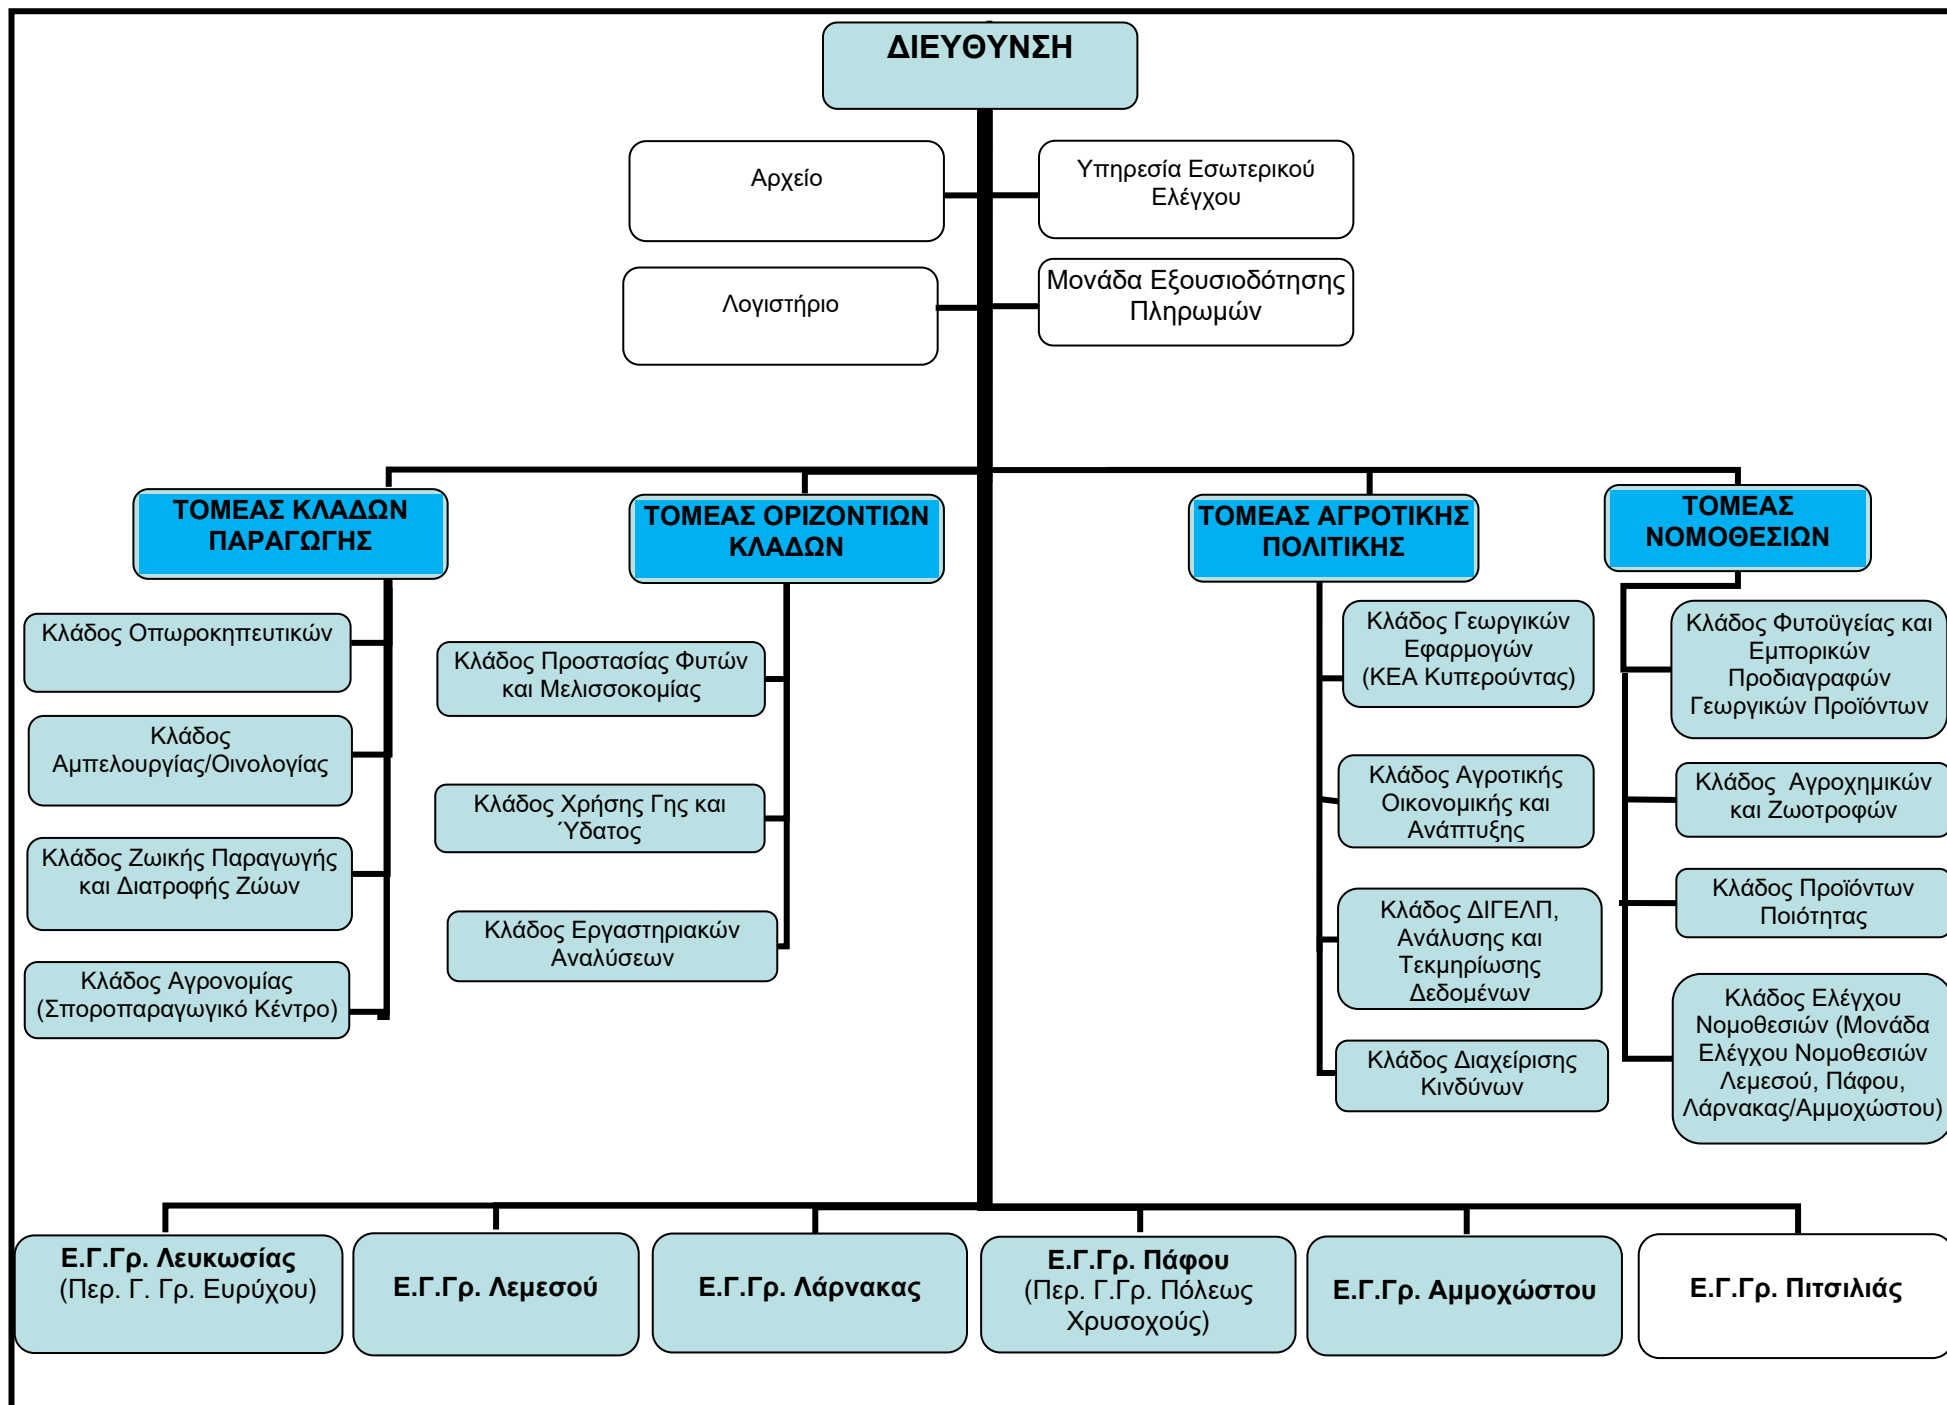 ΔΙΕΥΘΥΝΣΗ
Αρχείο
Υπηρεσία Εσωτερικού
Ελέγχου
Λογιστήριο
Μονάδα Εξουσιοδότησης
Πληρωμών
ΤΟΜΕΑΣ ΚΛΑΔΩΝ
ΠΑΡΑΓΩΓΗΣ
Κλάδος Οπωροκηπευτικών
Κλάδος
Αμπελουργίας/Οινολογίας
Κλάδος Ζωικής Παραγωγής
και Διατροφής Ζώων
Κλάδος Αγρονομίας
(Σποροπαραγωγικό Κέντρο)
ΤΟΜΕΑΣ ΟΡΙΖΟΝΤΙΩΝ
ΚΛΑΔΩΝ
Κλάδος Προστασίας Φυτών
και Μελισσοκομίας
Κλάδος Χρήσης Γης και
Ύδατος
Κλάδος Εργαστηριακών
Αναλύσεων
ΤΟΜΕΑΣ ΑΓΡΟΤΙΚΗΣ
ΠΟΛΙΤΙΚΗΣ
Κλάδος Γεωργικών
Εφαρμογών
(ΚΕΑ Κυπερούντας)
Κλάδος Αγροτικής
Οικονομικής και
Ανάπτυξης
Κλάδος ΔΙΓΕΛΠ,
Ανάλυσης και
Τεκμηρίωσης
Δεδομένων
Κλάδος Διαχείρισης
Κινδύνων
ΤΟΜΕΑΣ
ΝΟΜΟΘΕΣΙΩΝ
Κλάδος Φυτοϋγείας και
Εμπορικών
Προδιαγραφών
Γεωργικών Προϊόντων
Κλάδος Αγροχημικών
και Ζωοτροφών
Κλάδος Προϊόντων
Ποιότητας
Κλάδος Ελέγχου
Νομοθεσιών (Μονάδα
Ελέγχου Νομοθεσιών
Λεμεσού, Πάφου,
Λάρνακας/Αμμοχώστου)
Ε.Γ.Γρ. Λευκωσίας
(Περ. Γ. Γρ. Ευρύχου)
Ε.Γ.Γρ. Λεμεσού
Ε.Γ.Γρ. Λάρνακας
Ε.Γ.Γρ. Πάφου
(Περ. Γ.Γρ. Πόλεως
Χρυσοχούς)
Ε.Γ.Γρ. Αμμοχώστου
Ε.Γ.Γρ. Πιτσιλιάς